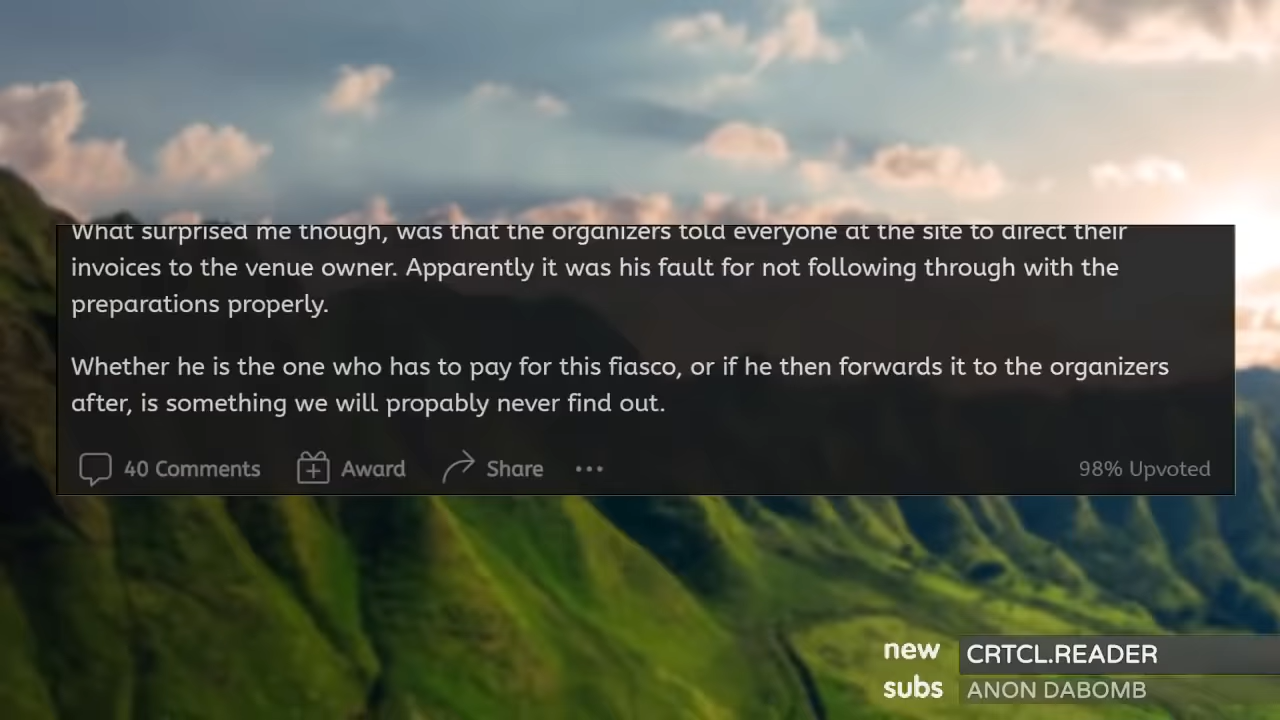 What surprised me though, was that the organizers told everyone at the site to direct their
invoices to the venue owner. Apparently it was his fault for not following through with the
preparations properly.
Whether he is the one who has to pay for this fiasco, or if he then forwards it to the organizers
after, is something we will propably never find out.
40 Comments Award Share ••• 98% Upvoted
new CRTCL.READER
subs ANON DABOMB